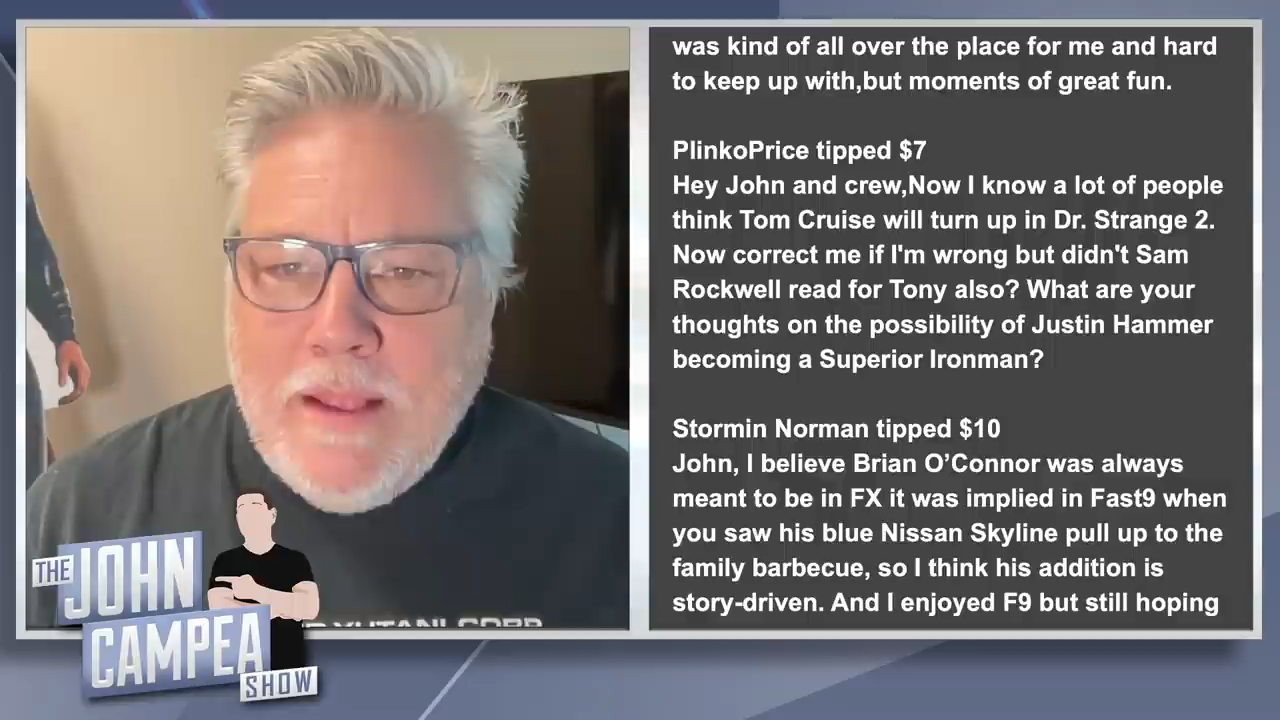 was kind of all over the place for me and hard
to keep up with,but moments of great fun.
PlinkoPrice tipped $7
Hey John and crew,Now I know a lot of people
think Tom Cruise will turn up in Dr. Strange 2.
Now correct me if I'm wrong but didn't Sam
Rockwell read for Tony also? What are your
thoughts on the possibility of Justin Hammer
becoming a Superior Ironman?
Stormin Norman tipped $10
John, I believe Brian O’Connor was always
meant to be in FX it was implied in Fast9 when
you saw his blue Nissan Skyline pull up to the
family barbecue, so I think his addition is
story-driven. And I enjoyed F9 but still hoping
THE
JOHN
CAMPEA
SHOW
YUTANI CORP